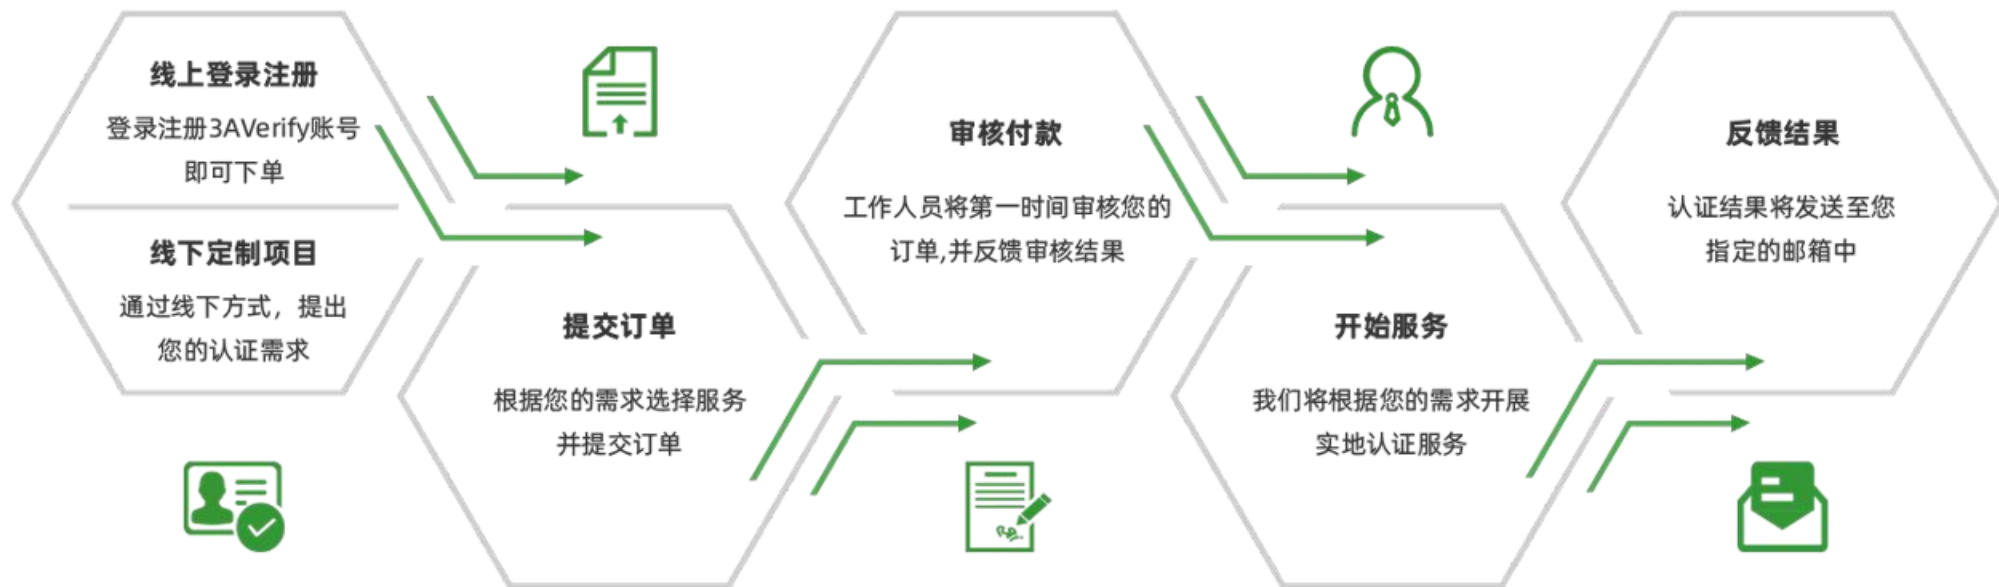 线上登录注册
登录注册3AVerify账号
即可下单
线下定制项目
通过线下方式，提出
您的认证需求
提交订单
根据您的需求选择服务
并提交订单
审核付款
工作人员将第一时间审核您的
订单,并反馈审核结果
开始服务
我们将根据您的需求开展
实地认证服务
反馈结果
认证结果将发送至您
指定的邮箱中